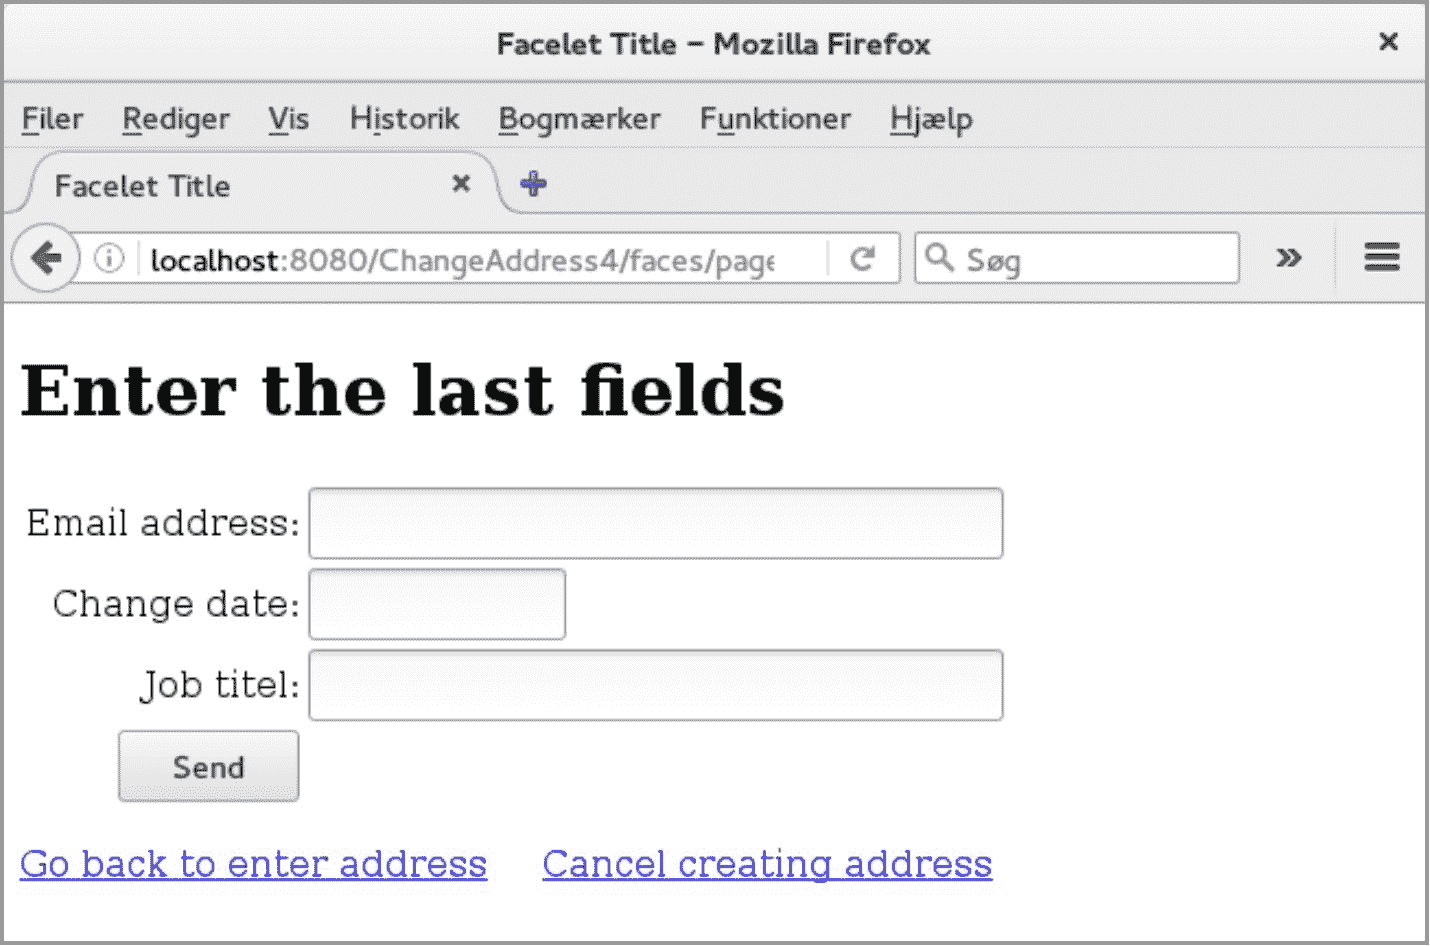 Facelet Title – Mozilla Firefox
Filer Rediger Vis Historik Bogmærker Funktioner Hjælp
Facelet Title
localhost:8080/ChangeAddress4/faces/page Søg
Enter the last fields
Email address:
Change date:
Job titel:
Send
Go back to enter address Cancel creating address